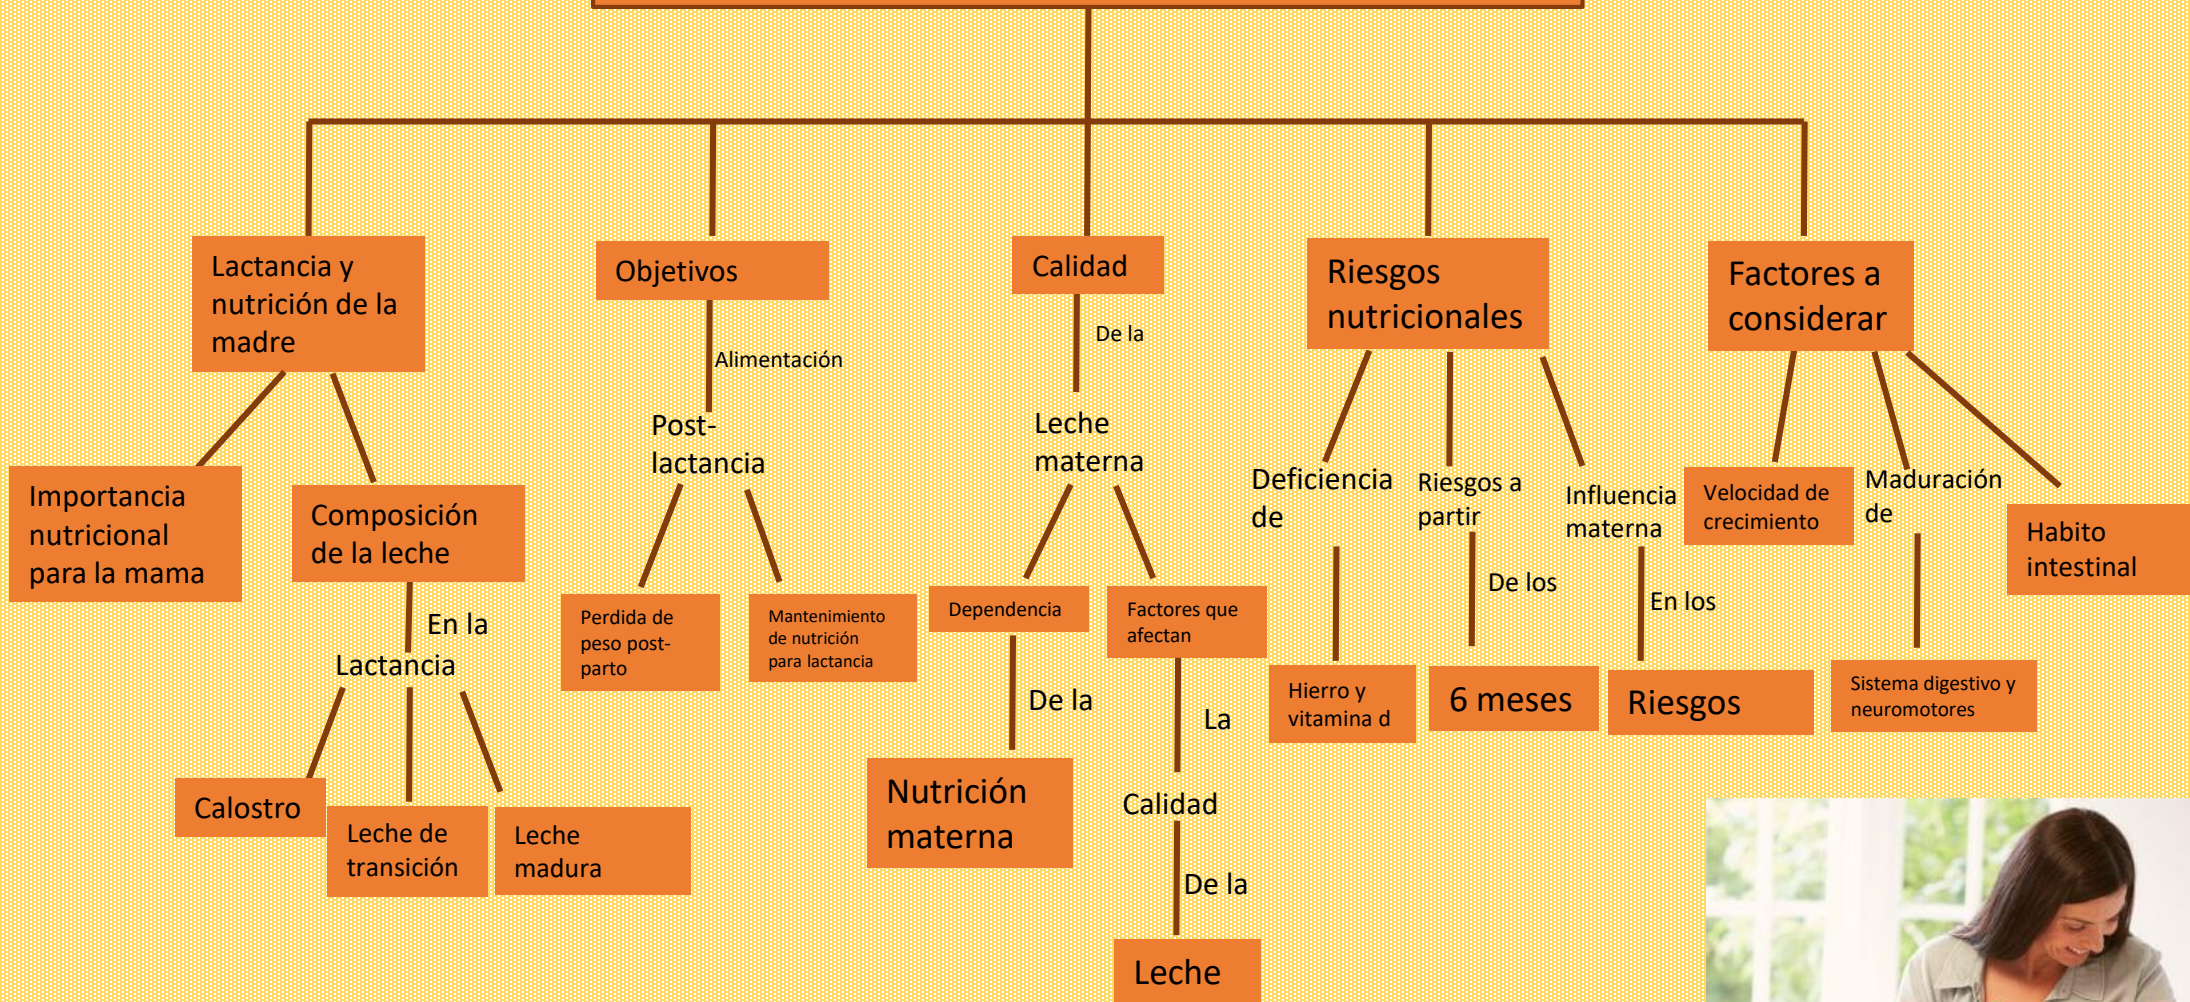 Lactancia y
nutrición de la
madre
Objetivos
Calidad
Riesgos
nutricionales
Factores a
considerar
Alimentación
De la
Post-
lactancia
Leche
materna
Importancia
nutricional
para la mama
Composición
de la leche
Deficiencia
de
Riesgos a
partir
Influencia
materna
Velocidad de
crecimiento
Maduración
de
Habito
intestinal
En la
Lactancia
Perdida de
peso post-
parto
Mantenimiento
de nutrición
para lactancia
Dependencia
Factores que
afectan
De los
En los
De la
La
Hierro y
vitamina d
6 meses
Riesgos
Sistema digestivo y
neuromotores
Calostro
Leche de
transición
Leche
madura
Nutrición
materna
Calidad
De la
Leche